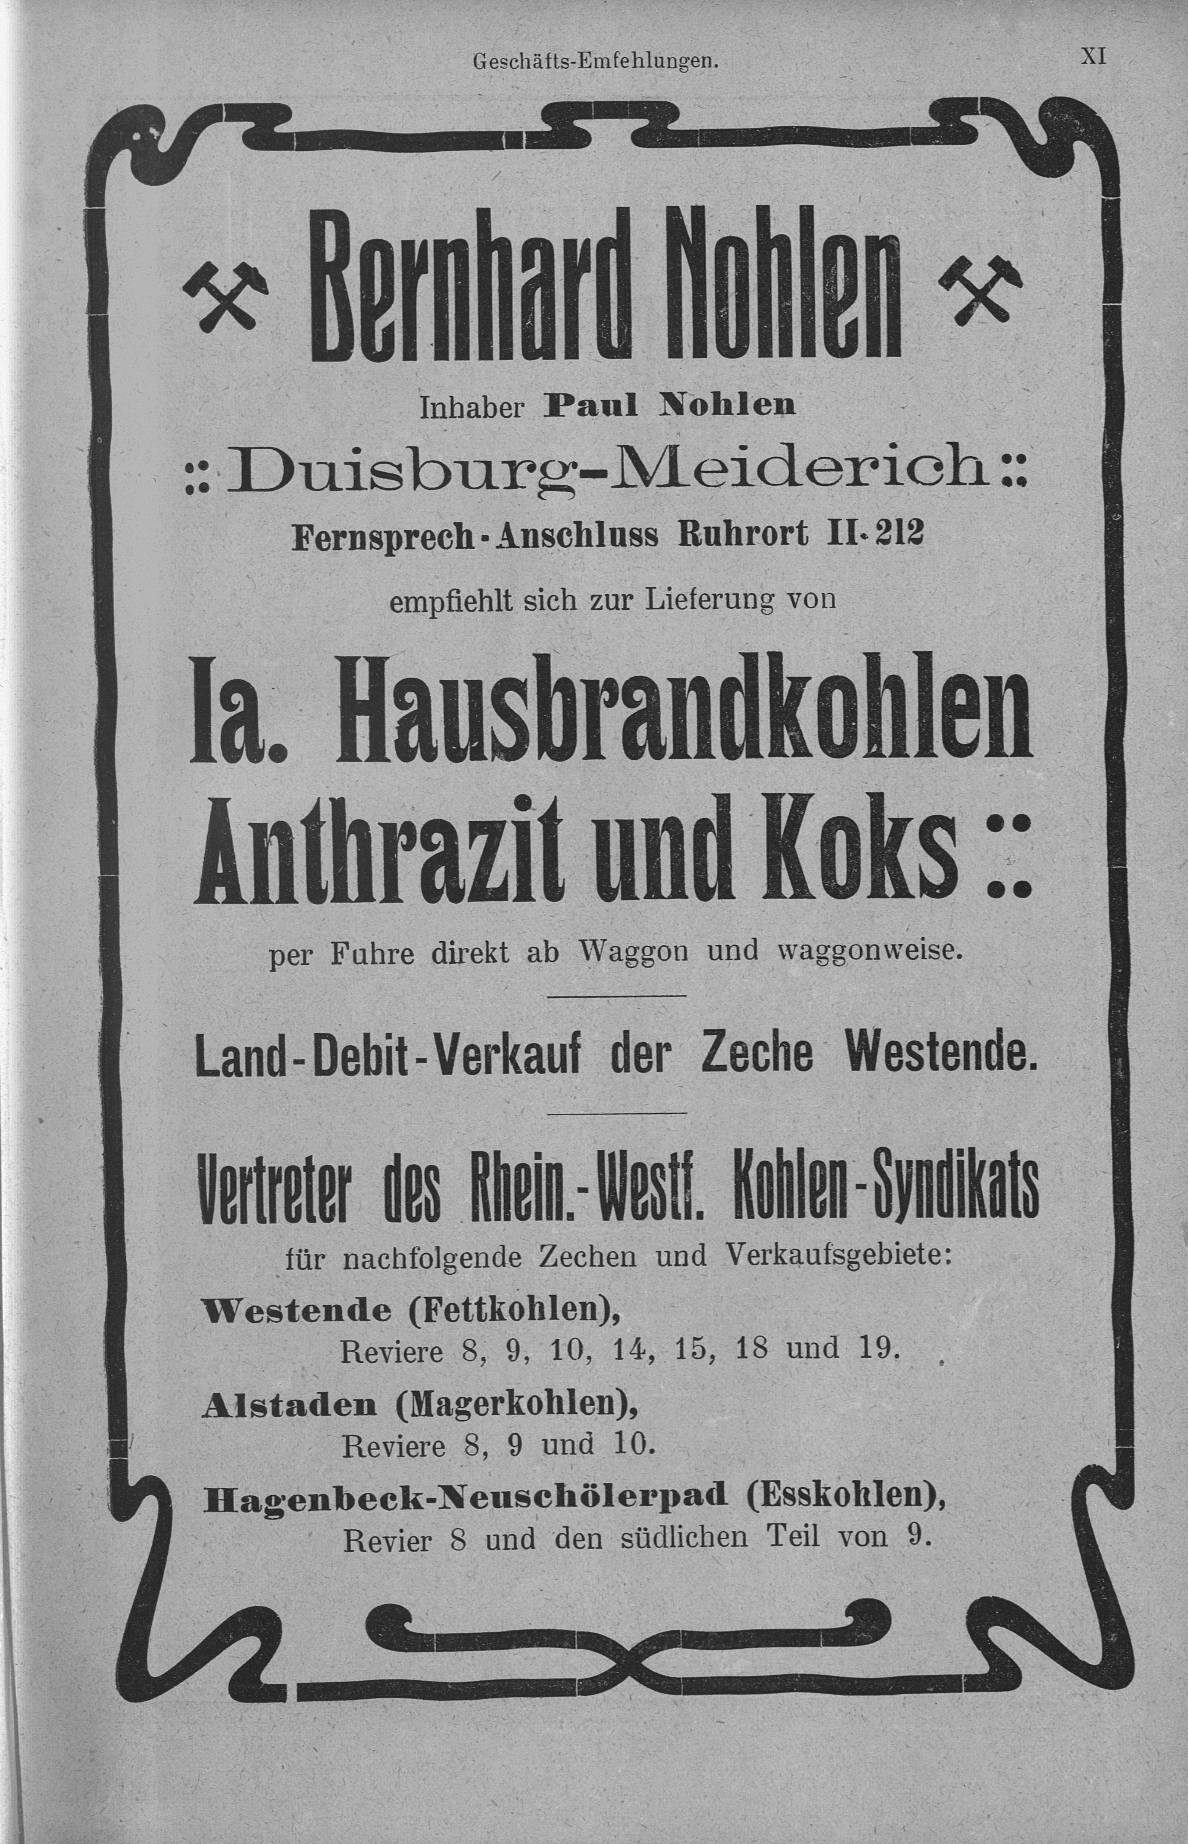 Geschäfts-Emfehlungen.
XI
Bernhard Nohlen
Inhaber Paul Nohlen
:: Duisburg-Meiderich ::
Fernsprech-Anschluss Ruhrort II. 212
empfiehlt sich zur Lieferung von
Ia. Hausbrandkohlen
Anthrazit und Koks ::
per Fuhre direkt ab Waggon und waggonweise.
Land-Debit-Verkauf der Zeche Westende.
Vertreter des Rhein.-Westf. Kohlen-Syndikats
für nachfolgende Zechen und Verkaufsgebiete:
Westende (Fettkohlen),
Reviere 8, 9, 10, 14, 15, 18 und 19.
Alstaden (Magerkohlen),
Reviere 8, 9 und 10.
Hagenbeck-Neuschölerpad (Esskohlen),
Revier 8 und den südlichen Teil von 9.